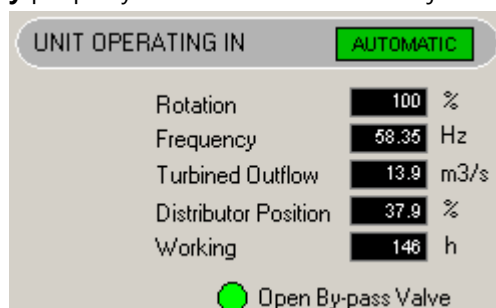 UNIT OPERATING IN AUTOMATIC
Rotation 100 %
Frequency 58.35 Hz
Turbined Outflow 13.9 m3/s
Distributor Position 37.9 %
Working 146 h
Open By-pass Valve